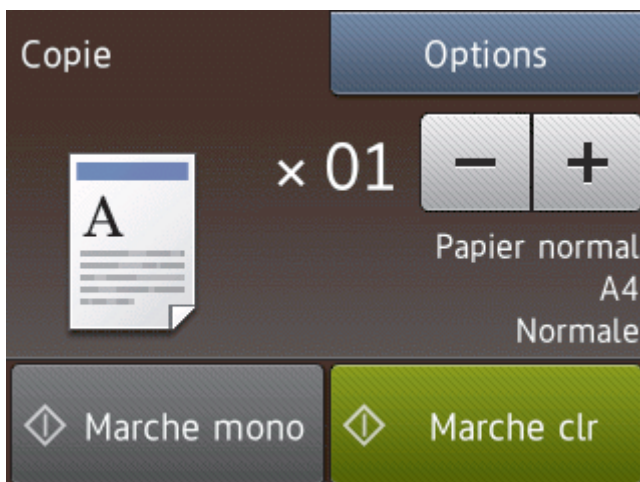 Copie
Options
× 01
− +
A
Papier normal
A4
Normale
Marche mono
Marche clr